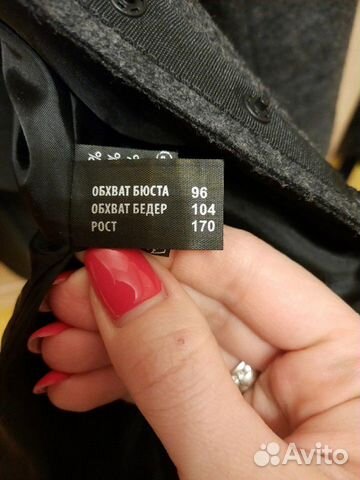 ОБХВАТ БЮСТА 96
ОБХВАТ БЕДЕР 104
РОСТ 170
Avito